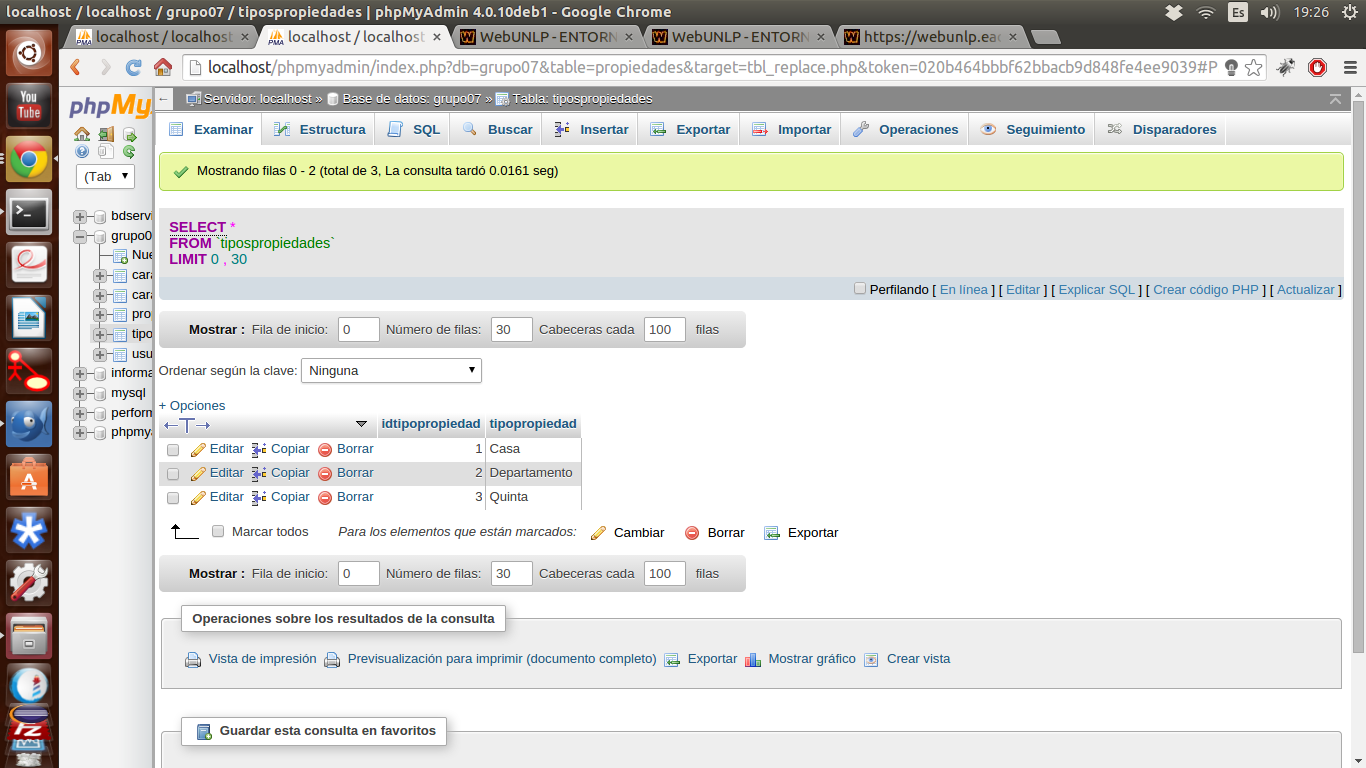 localhost / localhost / grupo07 / tipospropiedades | phpMyAdmin 4.0.10deb1 - Google Chrome
Es
19:26
localhost / localhost
localhost / localhost
WebUNLP - ENTORN
WebUNLP - ENTORN
https://webunlp.ead
localhost/phpmyadmin/index.php?db=grupo07&table=propiedades&target=tbl_replace.php&token=020b464bbbf62bbacb9d848fe4ee9039#P
You
Tube
phpMy
(Tab
bdservi
grupo0
Nue
cara
cara
pro
tipo
usu
informa
mysql
perform
phpmya
Servidor: localhost » Base de datos: grupo07 » Tabla: tipospropiedades
Examinar
Estructura
SQL
Buscar
Insertar
Exportar
Importar
Operaciones
Seguimiento
Disparadores
Mostrando filas 0 - 2 (total de 3, La consulta tardó 0.0161 seg)
SELECT *
FROM `tipospropiedades`
LIMIT 0 , 30
Perfilando [ En línea ] [ Editar ] [ Explicar SQL ] [ Crear código PHP ] [ Actualizar ]
Mostrar : Fila de inicio: 0 Número de filas: 30 Cabeceras cada 100 filas
Ordenar según la clave: Ninguna
+ Opciones
idtipopropiedad tipopropiedad
Editar Copiar Borrar 1 Casa
Editar Copiar Borrar 2 Departamento
Editar Copiar Borrar 3 Quinta
Marcar todos Para los elementos que están marcados: Cambiar Borrar Exportar
Mostrar : Fila de inicio: 0 Número de filas: 30 Cabeceras cada 100 filas
Operaciones sobre los resultados de la consulta
Vista de impresión Previsualización para imprimir (documento completo) Exportar Mostrar gráfico Crear vista
Guardar esta consulta en favoritos